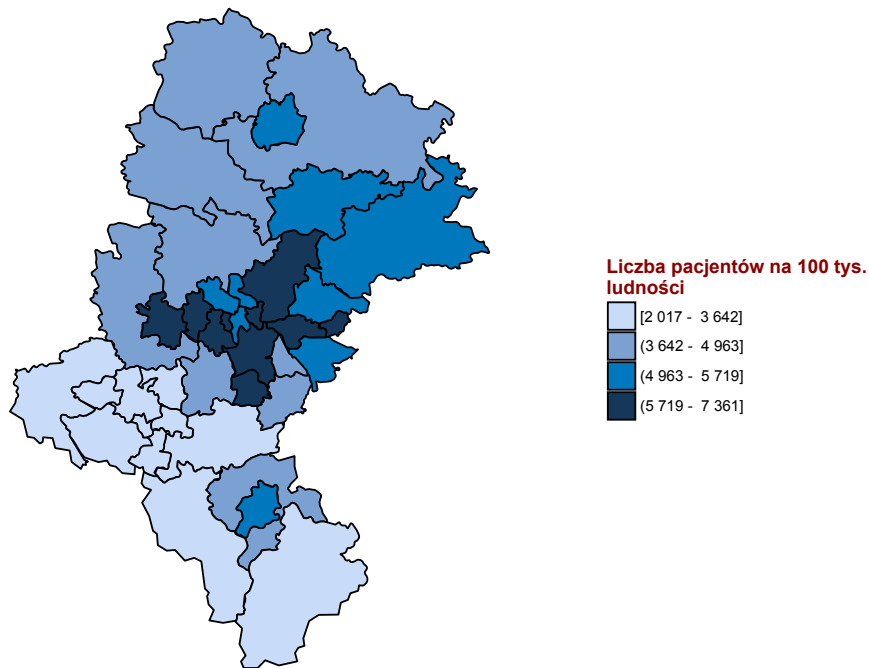 Liczba pacjentów na 100 tys.
ludności
[2 017 - 3 642]
(3 642 - 4 963]
(4 963 - 5 719]
(5 719 - 7 361]